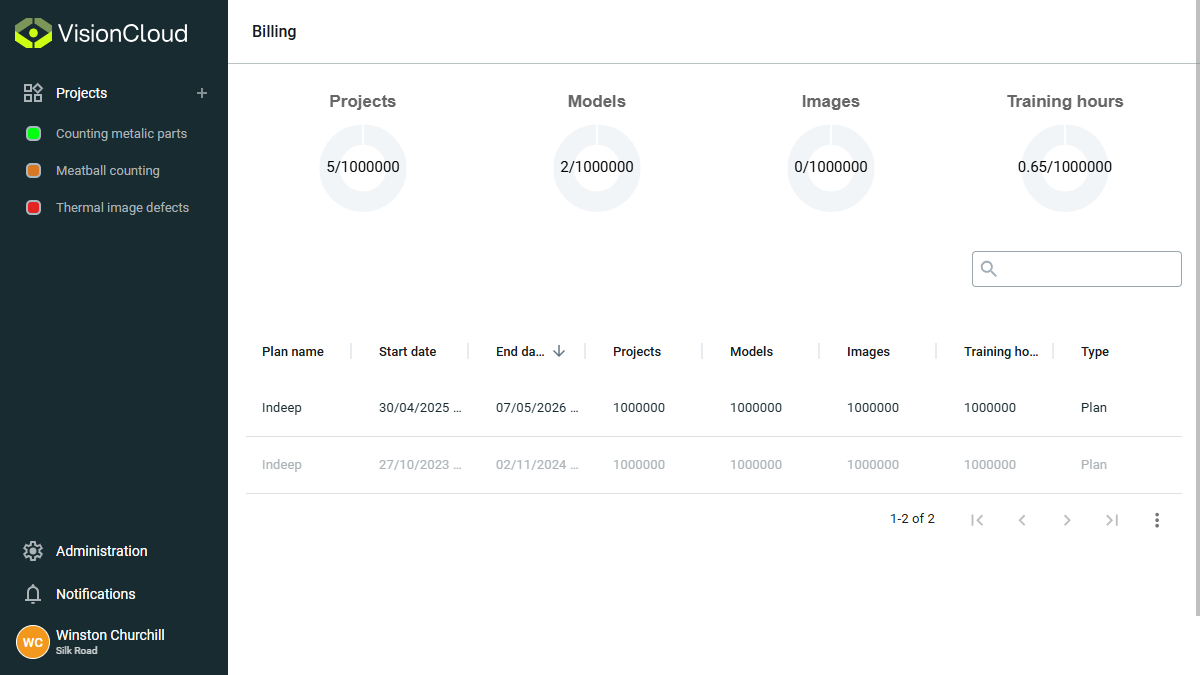 VisionCloud
Projects
Counting metalic parts
Meatball counting
Thermal image defects
Administration
Notifications
WC
Winston Churchill
Silk Road
Billing
Projects Models Images Training hours
5/1000000 2/1000000 0/1000000 0.65/1000000
Plan name Start date End da... Projects Models Images Training ho... Type
Indeep 30/04/2025 ... 07/05/2026 ... 1000000 1000000 1000000 1000000 Plan
Indeep 27/10/2023 ... 02/11/2024 ... 1000000 1000000 1000000 1000000 Plan
1-2 of 2